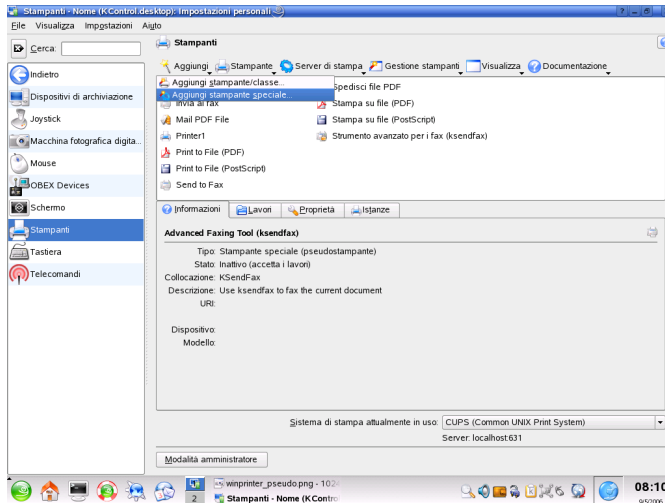 Stampanti - Nome (KControl.desktop): Impostazioni personali
File Visualizza Impostazioni Aiuto
Cerca:
Stampanti
Aggiungi Stampante Server di stampa Gestione stampanti Visualizza Documentazione
Indietro
Dispositivi di archiviazione
Joystick
Macchina fotografica digita...
Mouse
OBEX Devices
Schermo
Stampanti
Tastiera
Telecomandi
Aggiungi stampante/classe...
Aggiungi stampante speciale...
Spedisci file PDF
Invia al fax
Stampa su file (PDF)
Mail PDF File
Stampa su file (PostScript)
Printer1
Strumento avanzato per i fax (ksendfax)
Print to File (PDF)
Print to File (PostScript)
Send to Fax
Informazioni Lavori Proprietà Istanze
Advanced Faxing Tool (ksendfax)
Tipo: Stampante speciale (pseudostampante)
Stato: Inattivo (accetta i lavori)
Collocazione: KSendFax
Descrizione: Use ksendfax to fax the current document
URI:
Dispositivo:
Modello:
Sistema di stampa attualmente in uso: CUPS (Common UNIX Print System)
Server: localhost:631
Modalità amministratore
2
winprinter_pseudo.png - 102
Stampanti - Nome (KContro
08:10
9/5/2006